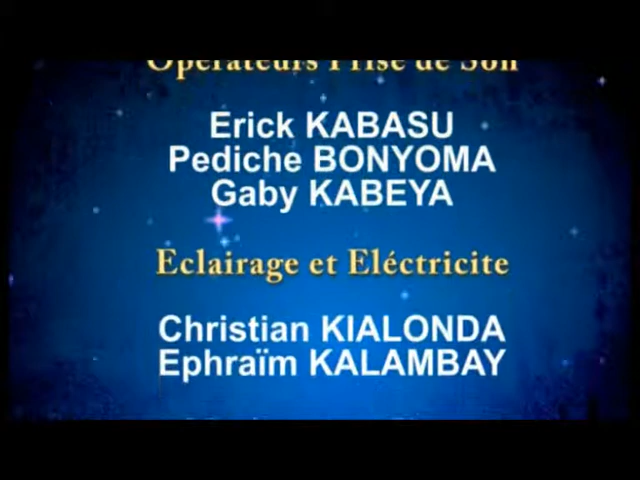 Opérateurs Prise de Son
Erick KABASU
Pediche BONYOMA
Gaby KABEYA
Eclairage et Eléctricite
Christian KIALONDA
Ephraïm KALAMBAY